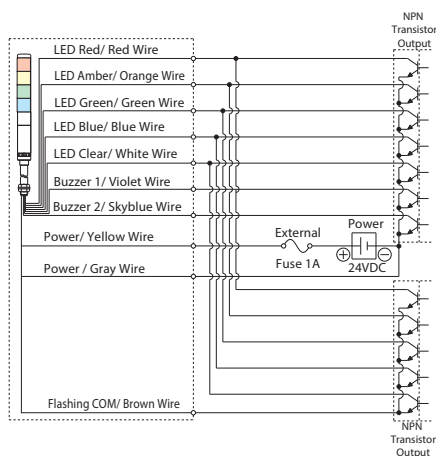 NPN
Transistor
Output
LED Red/ Red Wire
LED Amber/ Orange Wire
LED Green/ Green Wire
LED Blue/ Blue Wire
LED Clear/ White Wire
Buzzer 1/ Violet Wire
Buzzer 2/ Skyblue Wire
Power/ Yellow Wire
External
Fuse 1A
Power
+
−
24VDC
Power / Gray Wire
Flashing COM/ Brown Wire
NPN
Transistor
Output